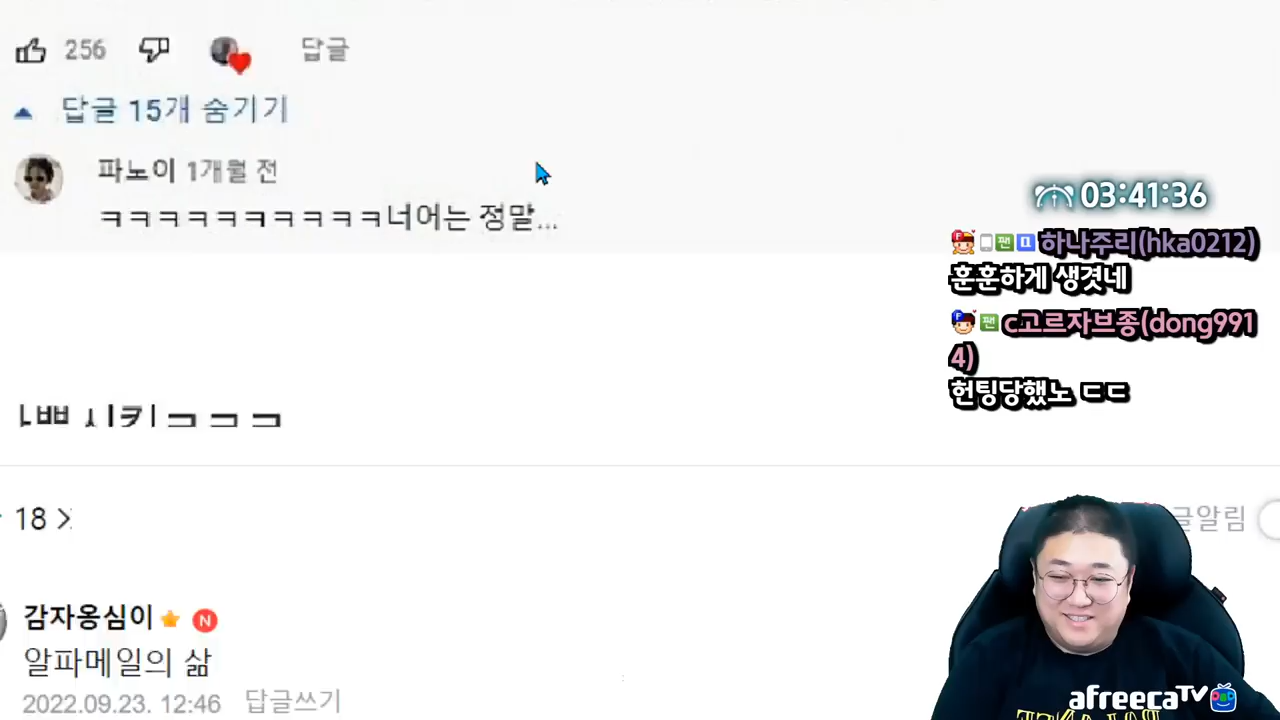 256 답글
답글 15개 숨기기
파노이 1개월 전
ㅋㅋㅋㅋㅋㅋㅋㅋㅋㅋ너어는 정말...
03:41:36
하나주리(hka0212)
훈훈하게 생겻네
c고르자브종(dong991
4)
헌팅당했노 ㄷㄷ
18 >
글알림
감자옹심이 N
알파메일의 삶
2022.09.23. 12:46 답글쓰기
afreecaTV